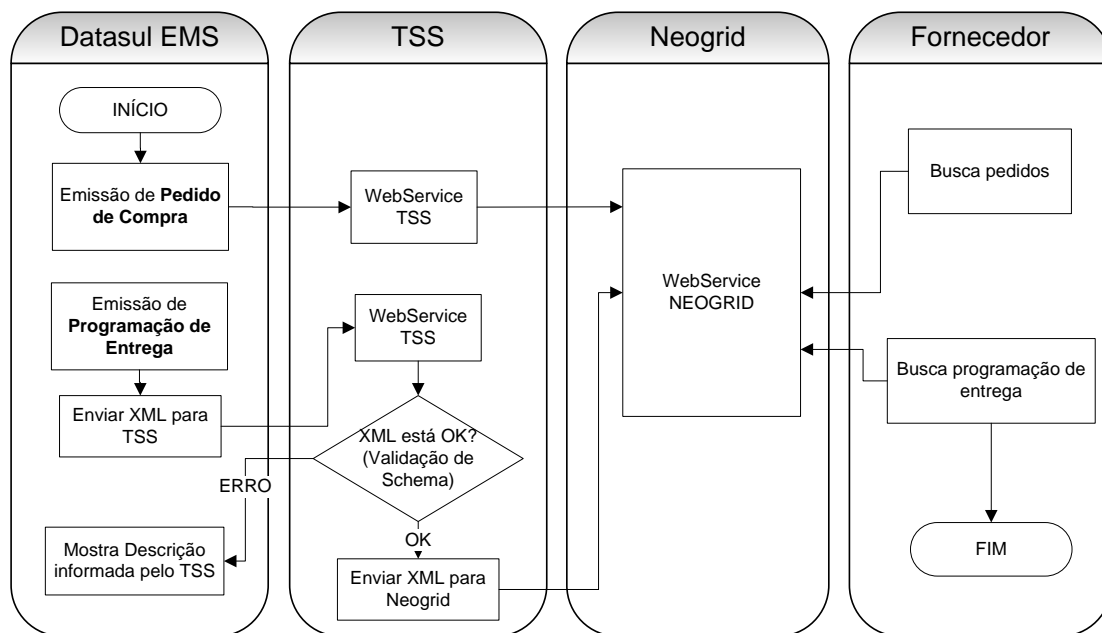 Datasul EMS
TSS
Neogrid
Fornecedor
INÍCIO
Emissão de Pedido
de Compra
Emissão de
Programação de
Entrega
Enviar XML para
TSS
ERRO
Mostra Descrição
informada pelo TSS
WebService
TSS
WebService
TSS
XML está OK?
(Validação de
Schema)
OK
Enviar XML para
Neogrid
WebService
NEOGRID
Busca pedidos
Busca programação de
entrega
FIM